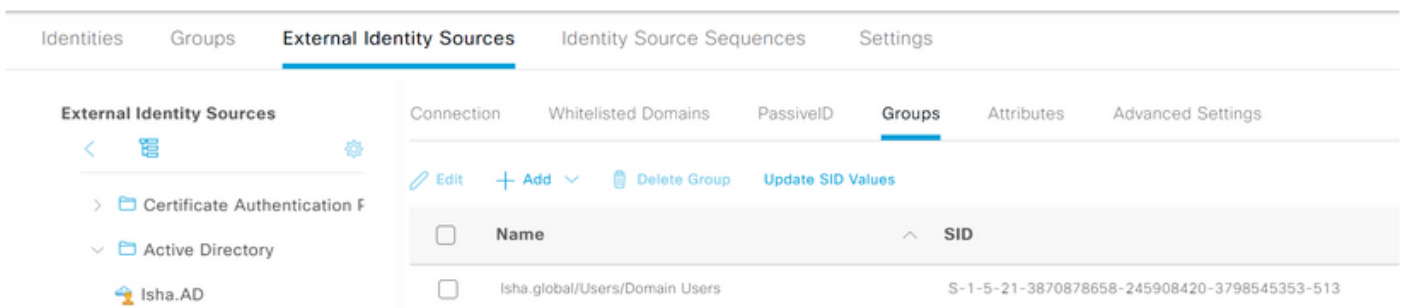 Identities Groups External Identity Sources Identity Source Sequences Settings
External Identity Sources
Connection Whitelisted Domains PassiveID Groups Attributes Advanced Settings
Edit Add Delete Group Update SID Values
Certificate Authentication
Name SID
Active Directory
Isha.AD
Isha.global/Users/Domain Users S-1-5-21-3870878658-245908420-3798545353-513